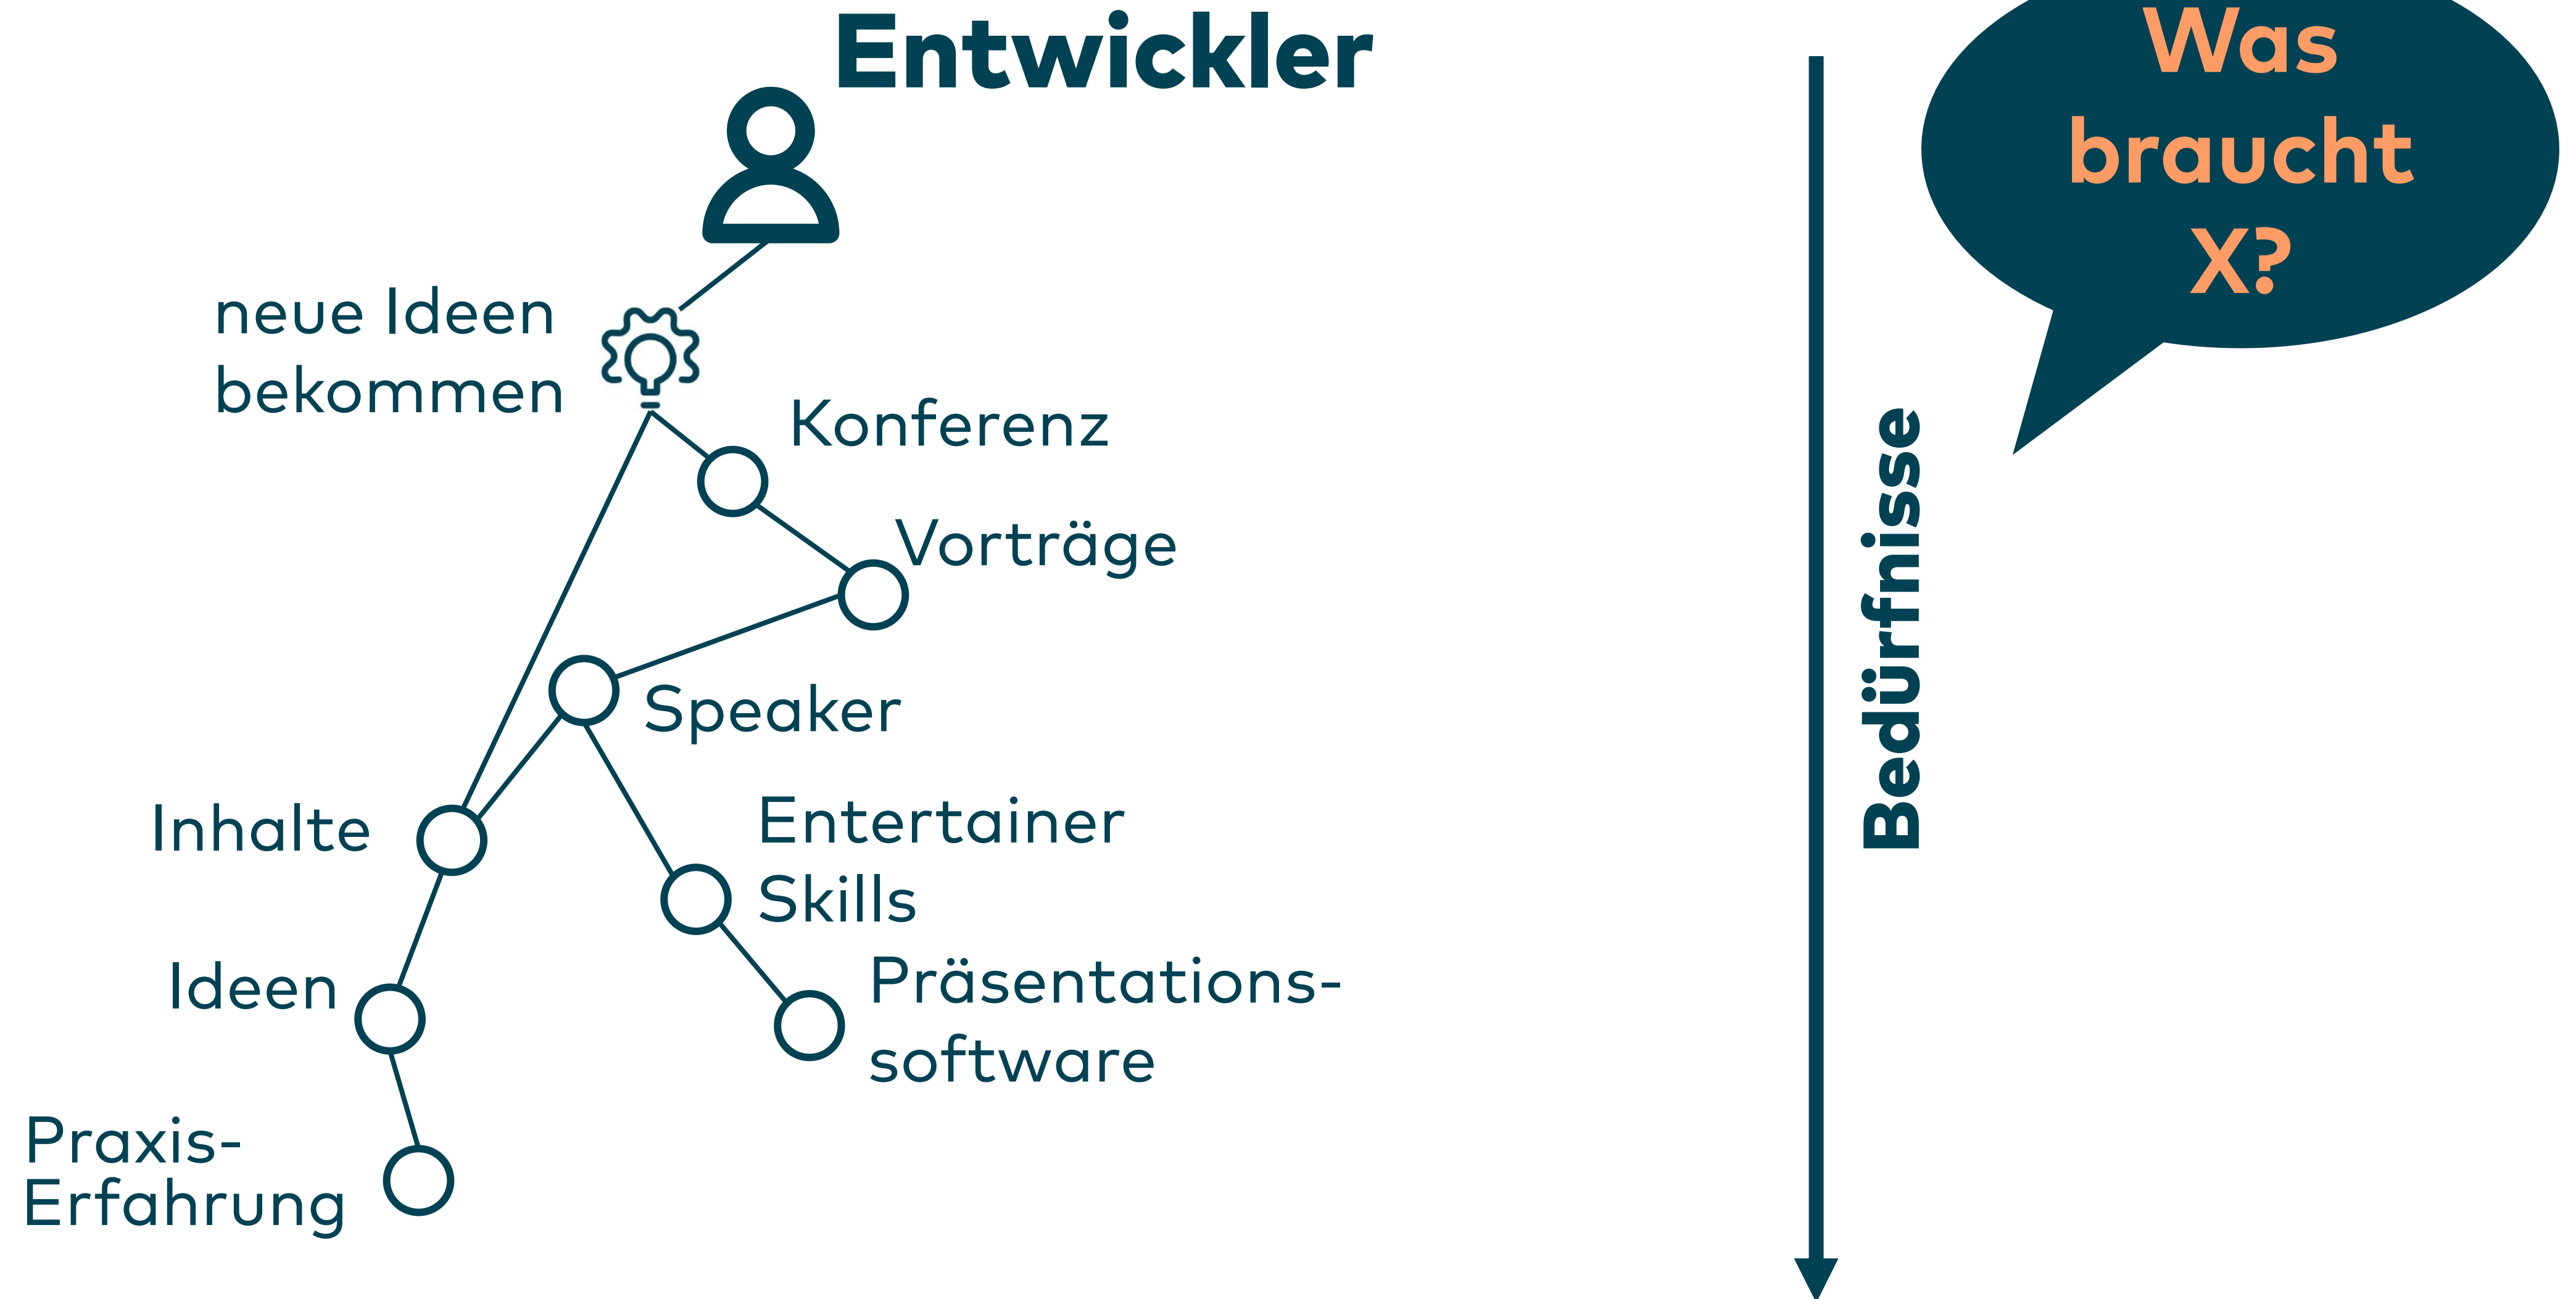 Entwickler
Was
braucht
X?
neue Ideen
bekommen
Konferenz
Vorträge
Bedürfnisse
Speaker
Inhalte
Entertainer
Skills
Ideen
Präsentations-
software
Praxis-
Erfahrung